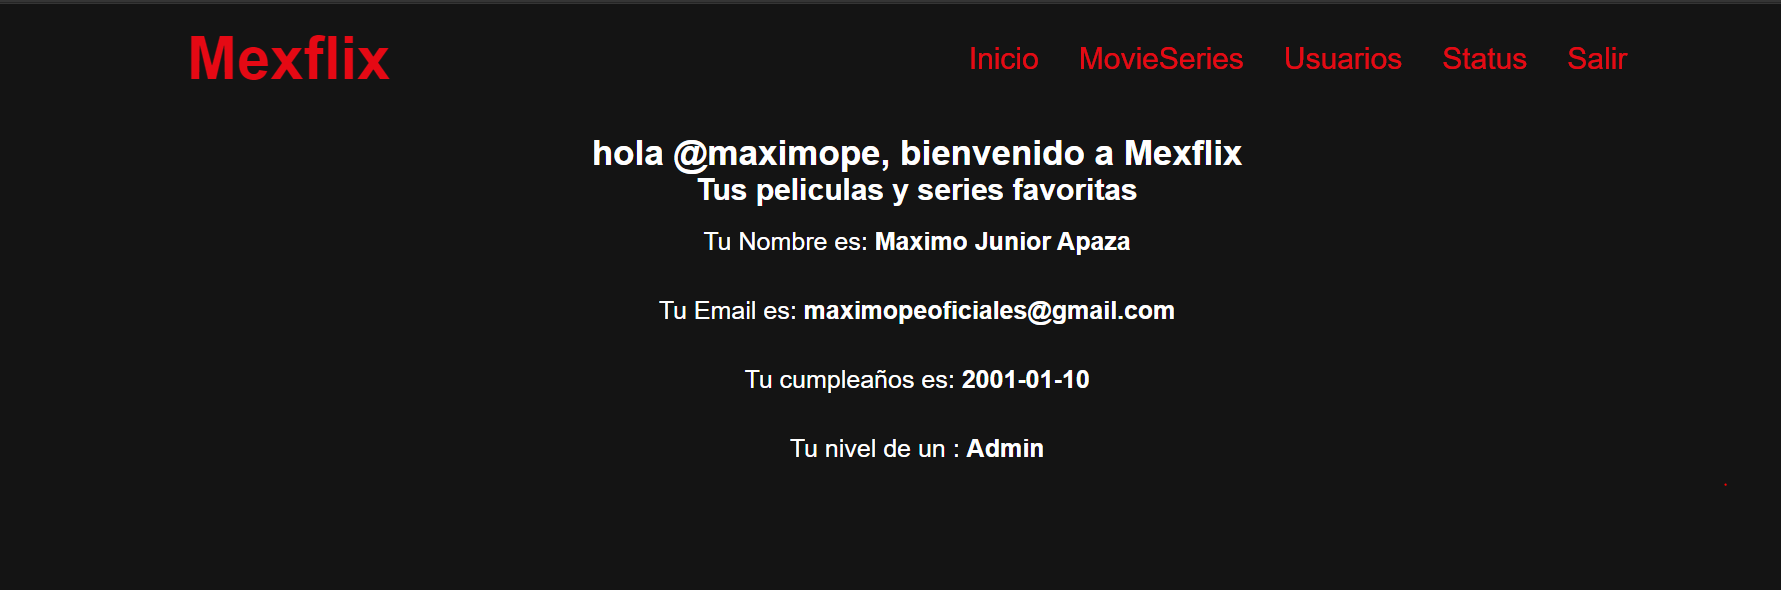 Mexflix
Inicio MovieSeries Usuarios Status Salir
hola @maximope, bienvenido a Mexflix
Tus peliculas y series favoritas
Tu Nombre es: Maximo Junior Apaza
Tu Email es: maximopeoficiales@gmail.com
Tu cumpleaños es: 2001-01-10
Tu nivel de un : Admin